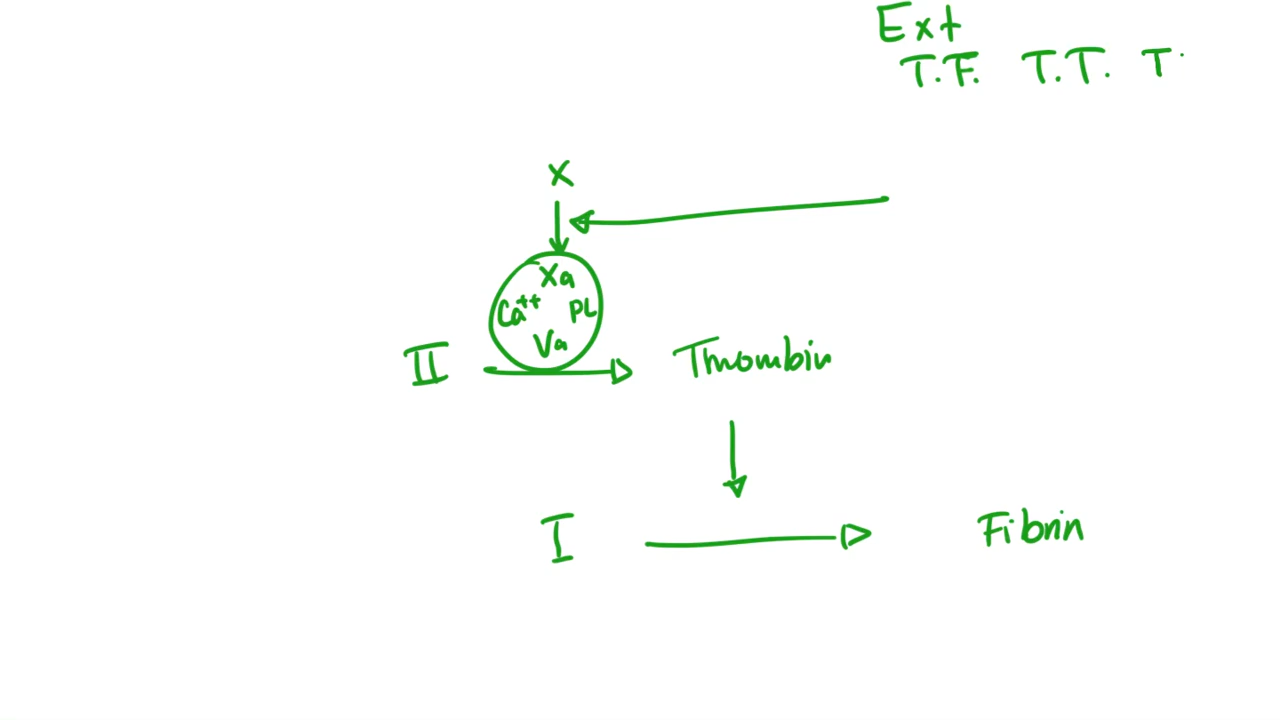 Ext
T.F. T.T. T.
X
Xa
Ca++ PL
Va
II Thrombin
I Fibrin